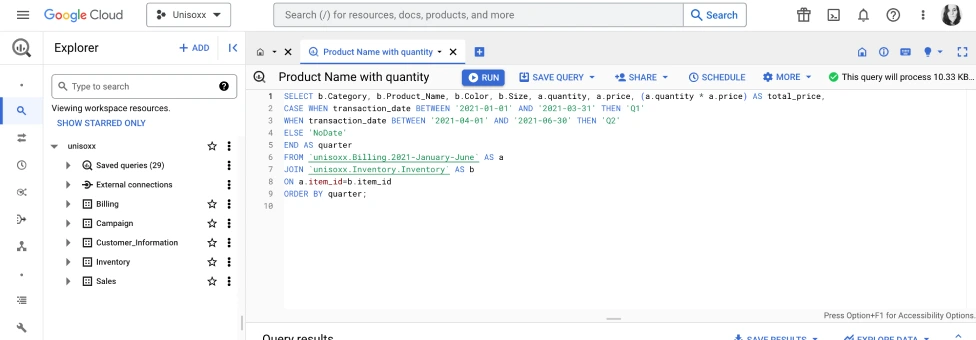 Google Cloud
Unisoxx
Search (/) for resources, docs, products, and more
Search
Explorer
+ ADD
Product Name with quantity
Type to search
Product Name with quantity
RUN
SAVE QUERY
SHARE
SCHEDULE
MORE
This query will process 10.33 KB...
Viewing workspace resources.
SHOW STARRED ONLY
unisoxx
Saved queries (29)
External connections
Billing
Campaign
Customer_Information
Inventory
Sales
1 SELECT b.Category, b.Product_Name, b.Color, b.Size, a.quantity, a.price, (a.quantity * a.price) AS total_price,
2 CASE WHEN transaction_date BETWEEN '2021-01-01' AND '2021-03-31' THEN 'Q1'
3 WHEN transaction_date BETWEEN '2021-04-01' AND '2021-06-30' THEN 'Q2'
4 ELSE 'NoDate'
5 END AS quarter
6 FROM `unisoxx.Billing.2021-January-June` AS a
7 JOIN `unisoxx.Inventory.Inventory` AS b
8 ON a.item_id=b.item_id
9 ORDER BY quarter;
10
Press Option+F1 for Accessibility Options.
Query results
SAVE RESULTS
EXPLORE DATA